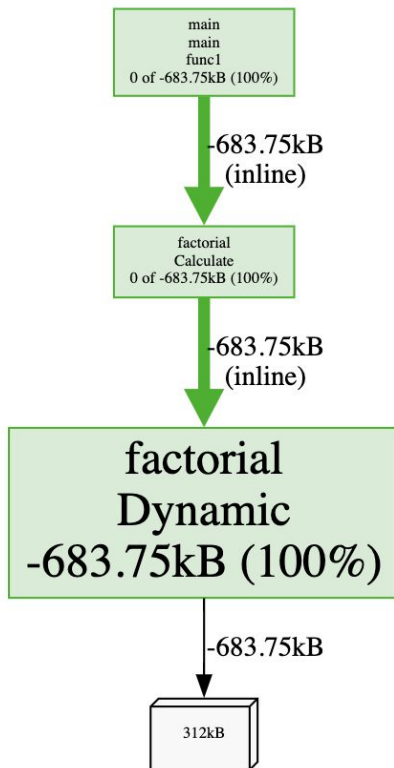 main
main
func1
0 of -683.75kB (100%)
-683.75kB
(inline)
factorial
Calculate
0 of -683.75kB (100%)
-683.75kB
(inline)
factorial
Dynamic
-683.75kB (100%)
-683.75kB
312kB